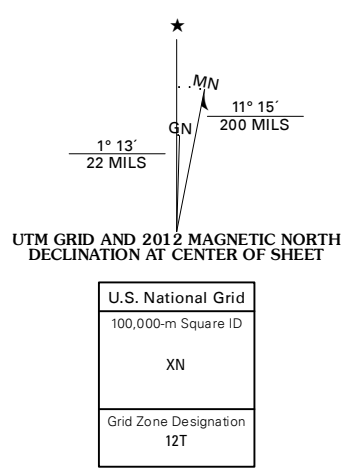 ★
MN
11° 15´
200 MILS
GN
1° 13´
22 MILS
UTM GRID AND 2012 MAGNETIC NORTH
DECLINATION AT CENTER OF SHEET
U.S. National Grid
100,000-m Square ID
XN
Grid Zone Designation
12T